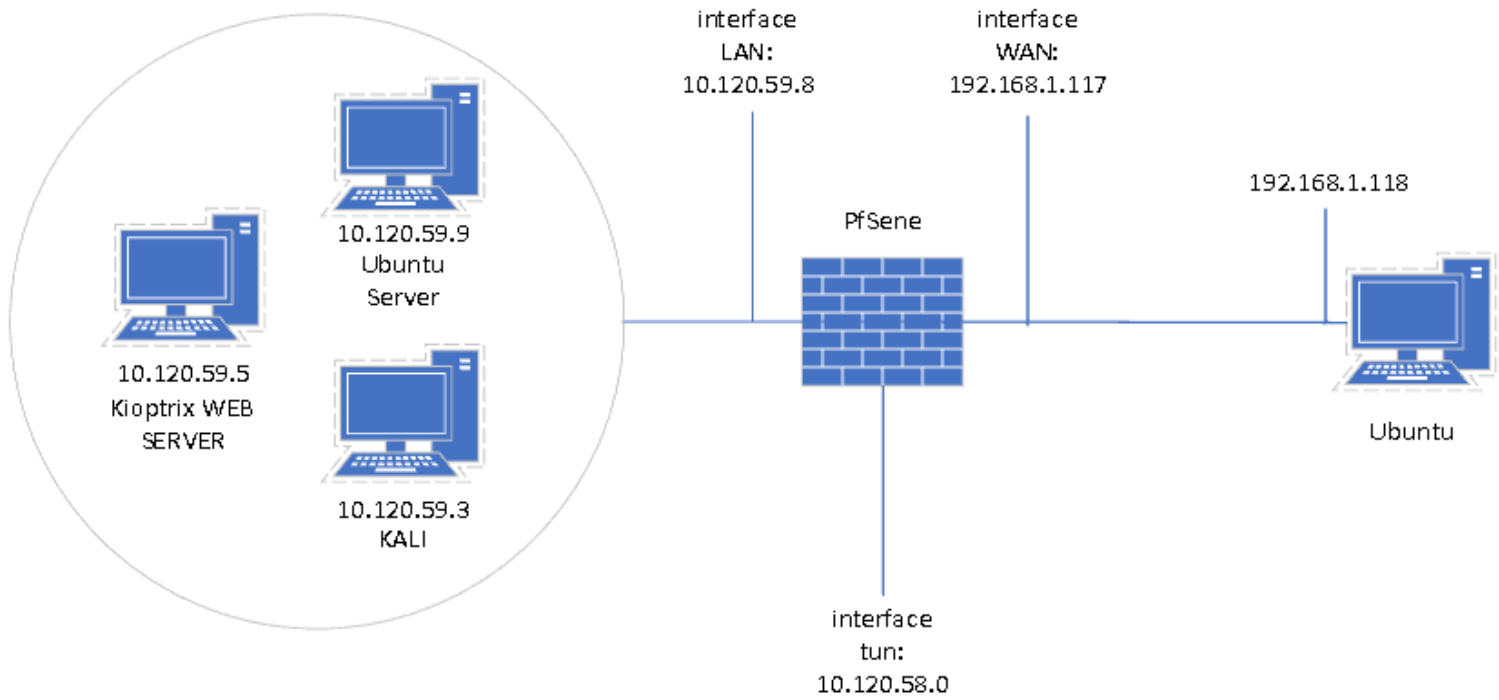 interface
LAN:
10.120.59.8
interface
WAN:
192.168.1.117
192.168.1.118
PfSene
10.120.59.9
Ubuntu
Server
10.120.59.5
Kioptrix WEB
SERVER
10.120.59.3
KALI
Ubuntu
interface
tun:
10.120.58.0